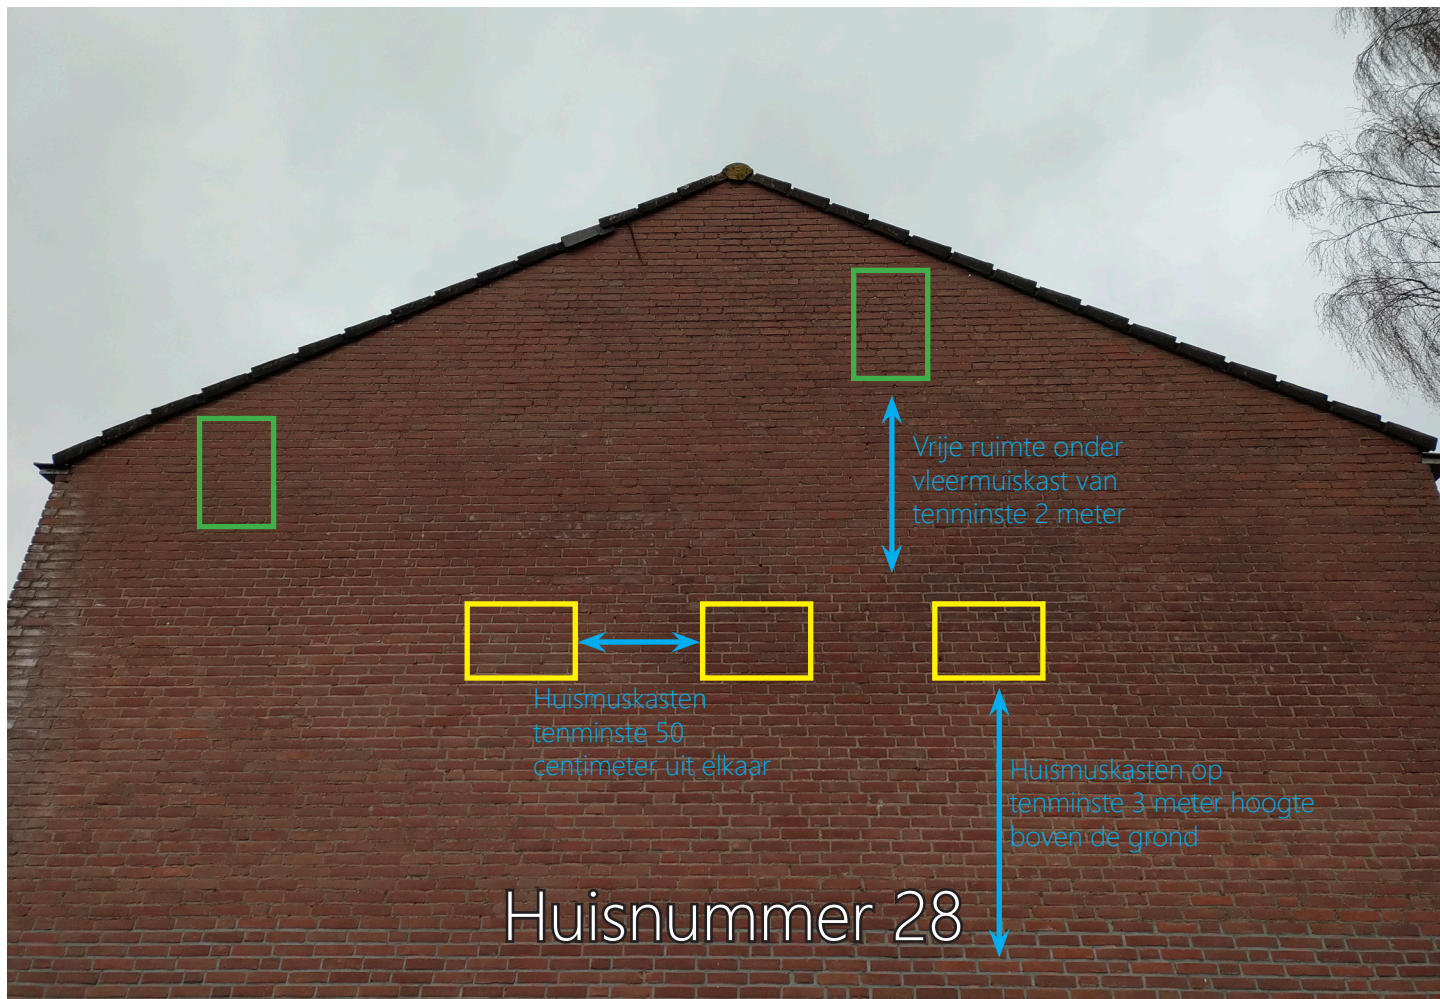 Vrije ruimte onder
vleermuiskast van
tenminste 2 meter
Huismuskasten
tenminste 50
centimeter uit elkaar
Huismuskasten op
tenminste 3 meter hoogte
boven de grond
Huisnummer 28